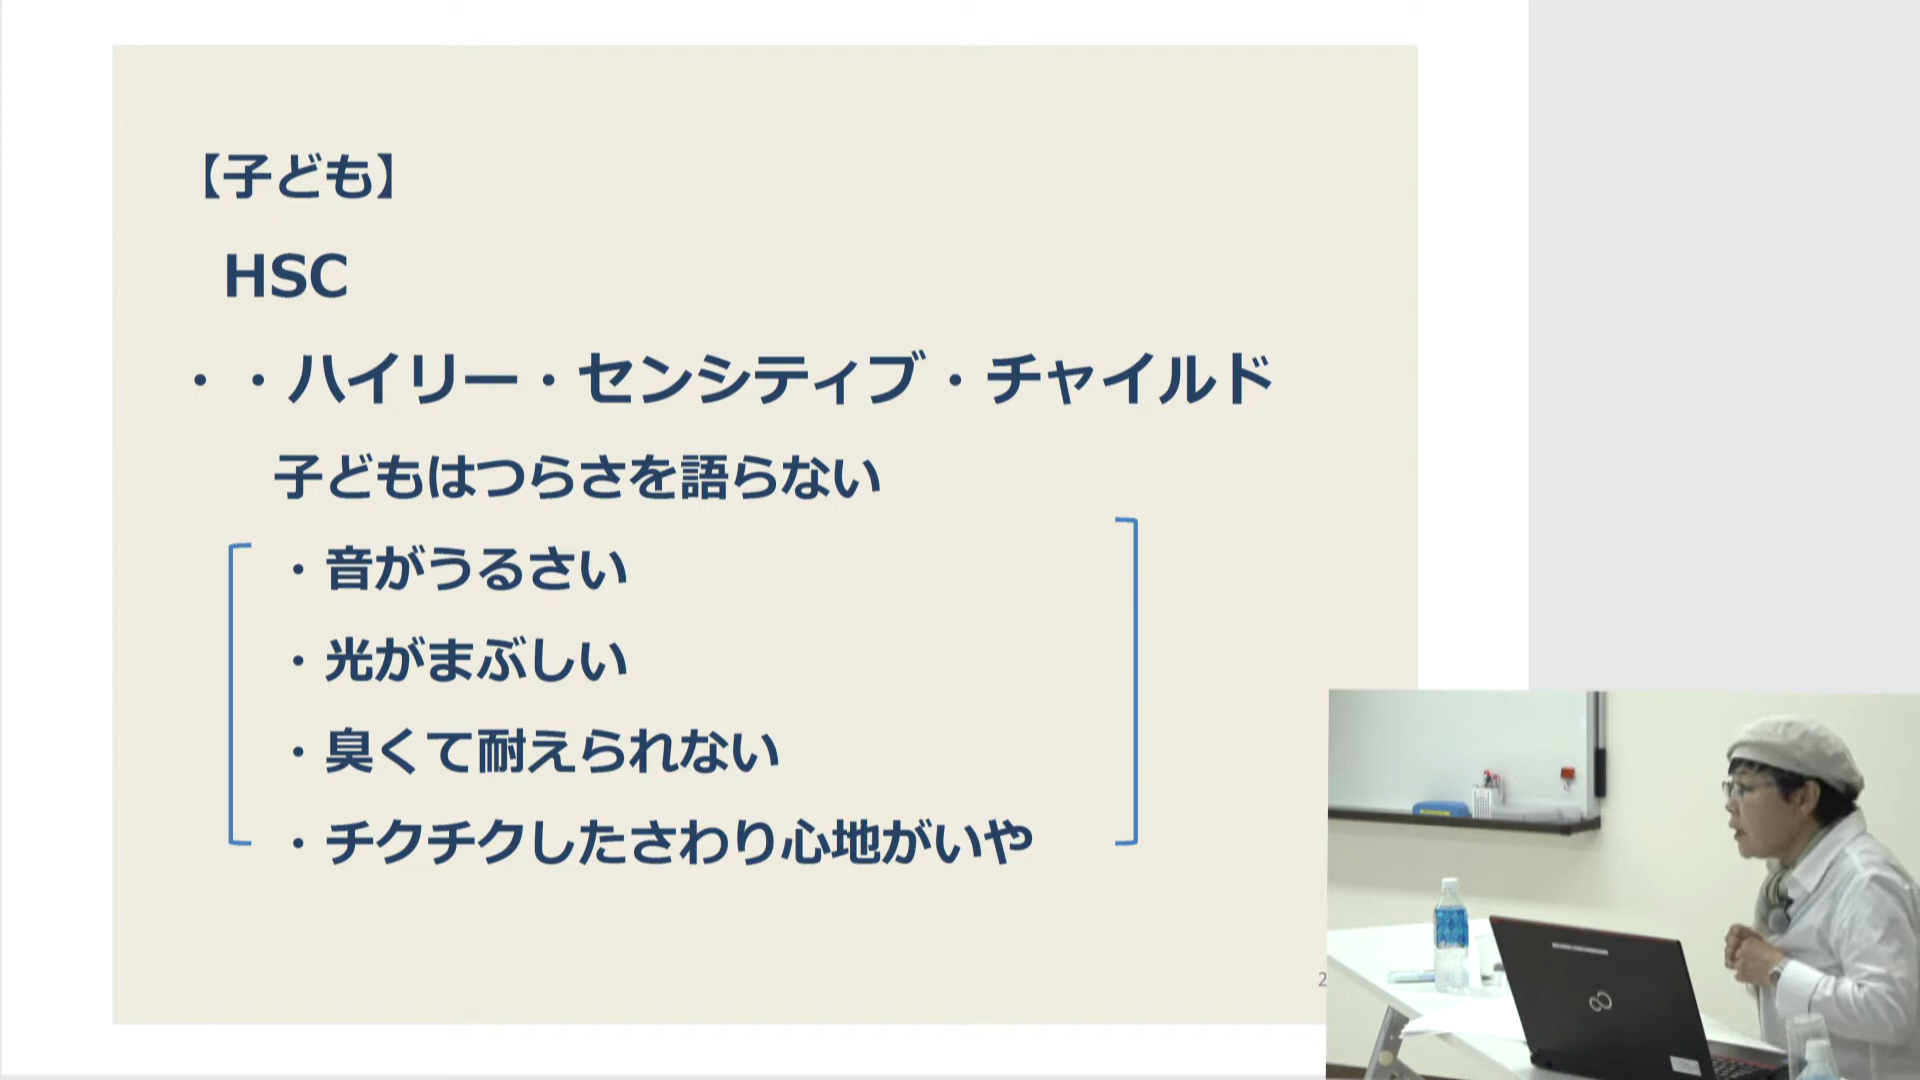 【子ども】
HSC
・・ハイリー・センシティブ・チャイルド
子どもはつらさを語らない
・音がうるさい
・光がまぶしい
・臭くて耐えられない
・チクチクしたさわり心地がいや
2